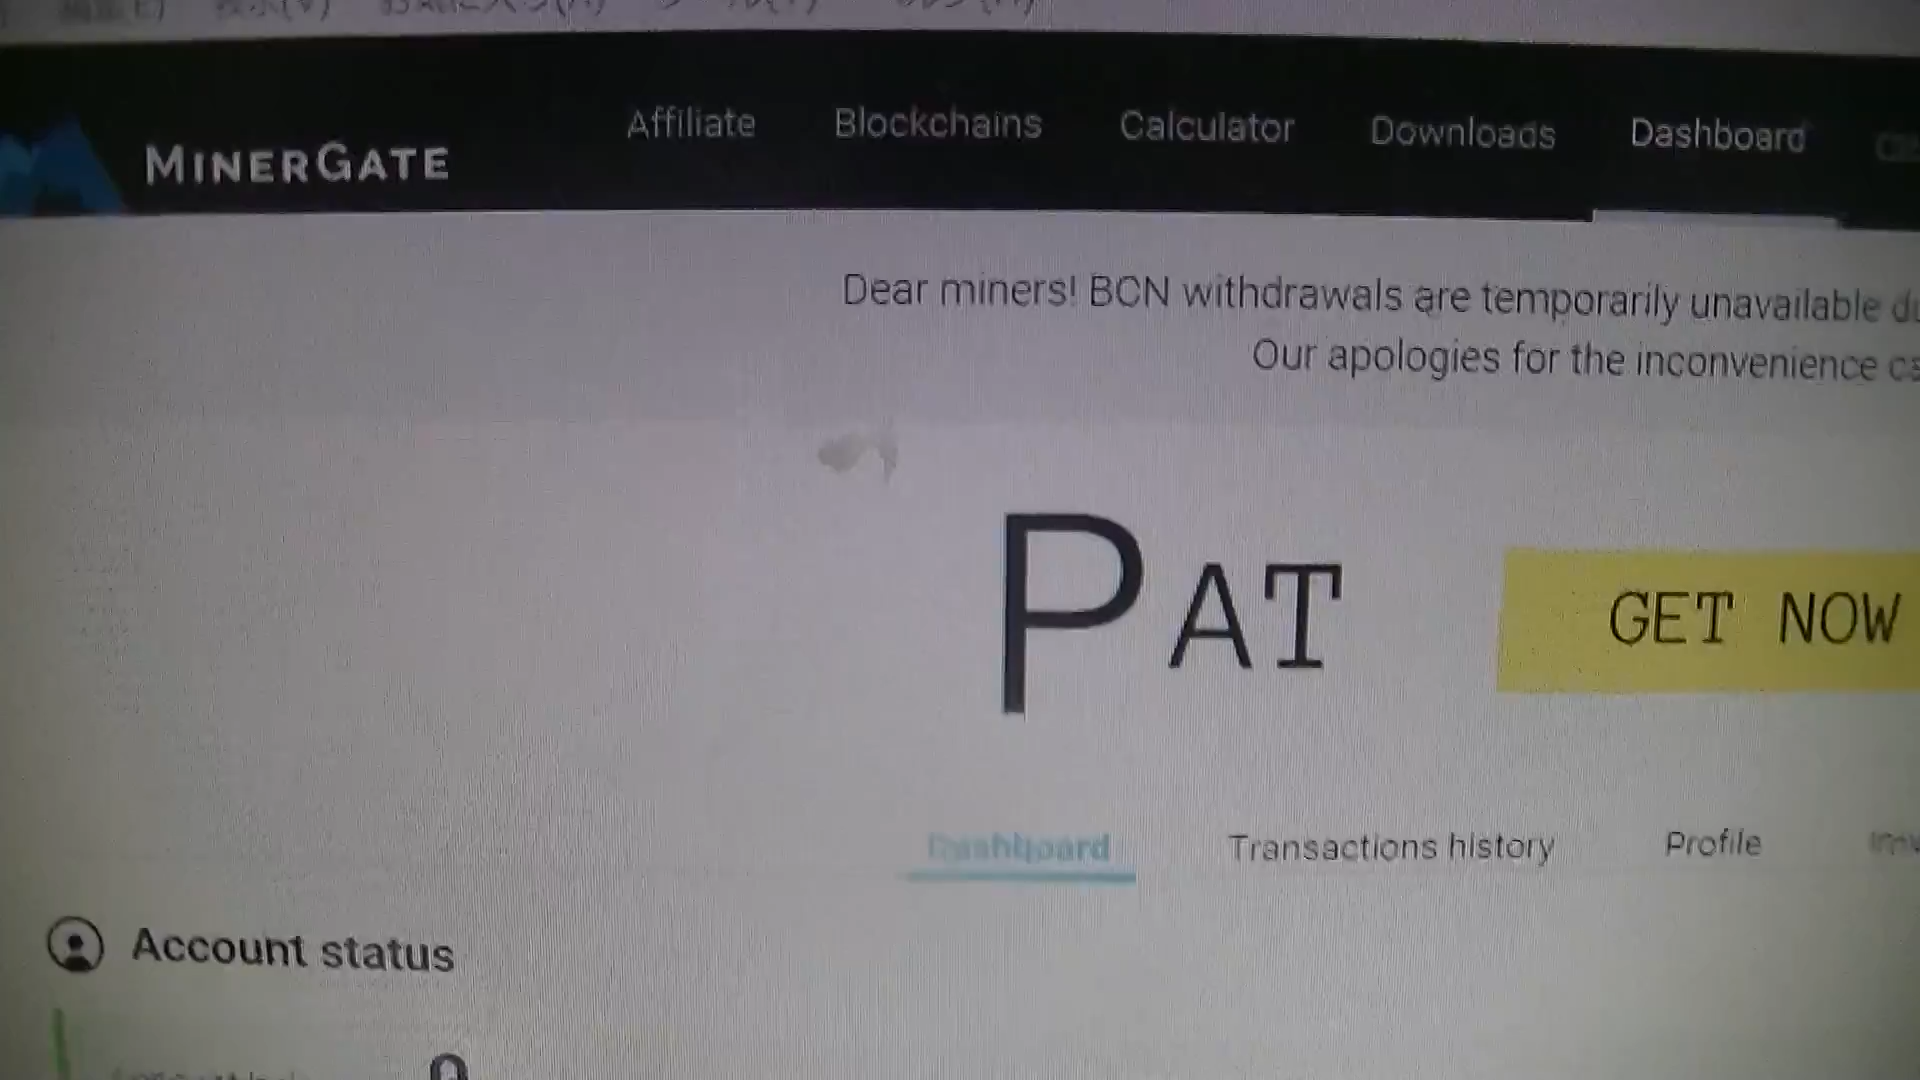 MINERGATE
Affiliate
Blockchains
Calculator
Downloads
Dashboard
Dear miners! BCN withdrawals are temporarily unavailable
Our apologies for the inconvenience
PAT
GET NOW
Dashboard
Transactions history
Profile
Account status